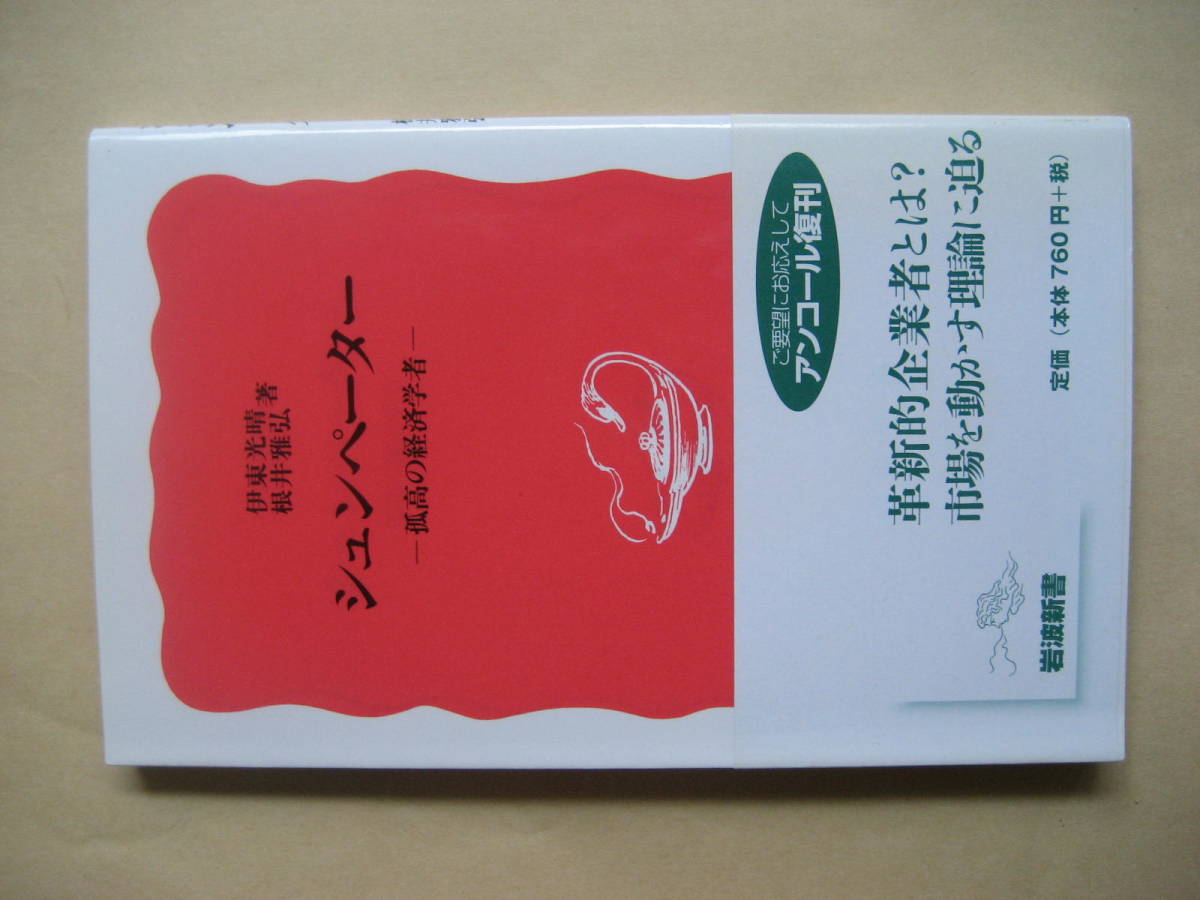 伊東光晴
根井雅弘著
シュンペーター
―孤高の経済学者―
ご要望にお応えして
アンコール復刊
革新的企業者とは?
市場を動かす理論に迫る
定価(本体760円+税)
岩波新書